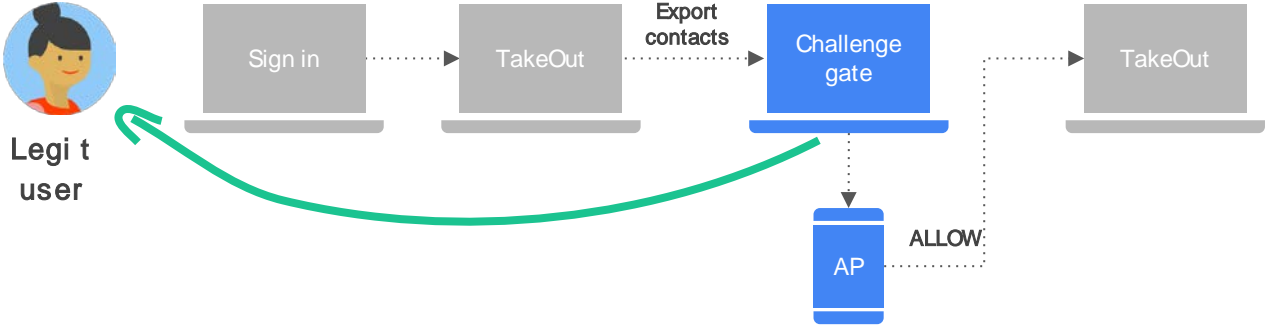 Sign in
TakeOut
Export
contacts
Challenge
gate
TakeOut
Legi t
user
AP
ALLOW